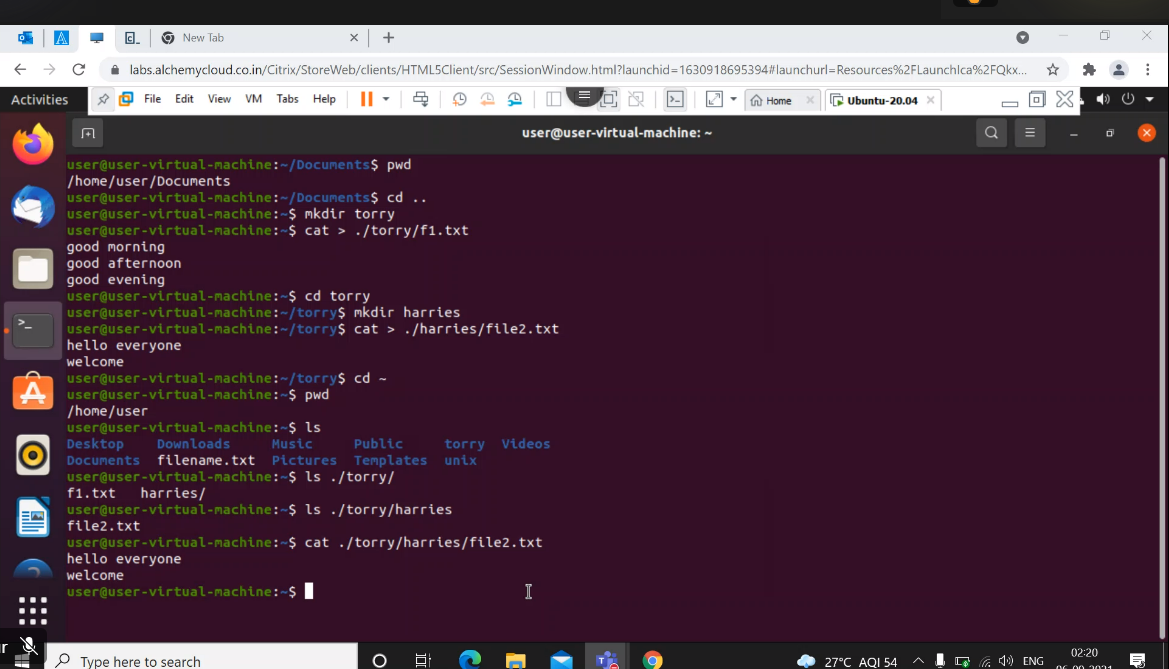 New Tab
labs.alchemycloud.co.in/Citrix/StoreWeb/clients/HTML5Client/src/SessionWindow.html?launchid=1630918695394#launchurl=Resources%2FLaunchIca%2FQkx...
Activities File Edit View VM Tabs Help Home Ubuntu-20.04
user@user-virtual-machine: ~
user@user-virtual-machine:~/Documents$ pwd
/home/user/Documents
user@user-virtual-machine:~/Documents$ cd ..
user@user-virtual-machine:~$ mkdir torry
user@user-virtual-machine:~$ cat > ./torry/f1.txt
good morning
good afternoon
good evening
user@user-virtual-machine:~$ cd torry
user@user-virtual-machine:~/torry$ mkdir harries
user@user-virtual-machine:~/torry$ cat > ./harries/file2.txt
hello everyone
welcome
user@user-virtual-machine:~/torry$ cd ~
user@user-virtual-machine:~$ pwd
/home/user
user@user-virtual-machine:~$ ls
Desktop Downloads Music Public torry Videos
Documents filename.txt Pictures Templates unix
user@user-virtual-machine:~$ ls ./torry/
f1.txt harries/
user@user-virtual-machine:~$ ls ./torry/harries
file2.txt
user@user-virtual-machine:~$ cat ./torry/harries/file2.txt
hello everyone
welcome
user@user-virtual-machine:~$
Type here to search
27°C AQI 54 ENG
02:20